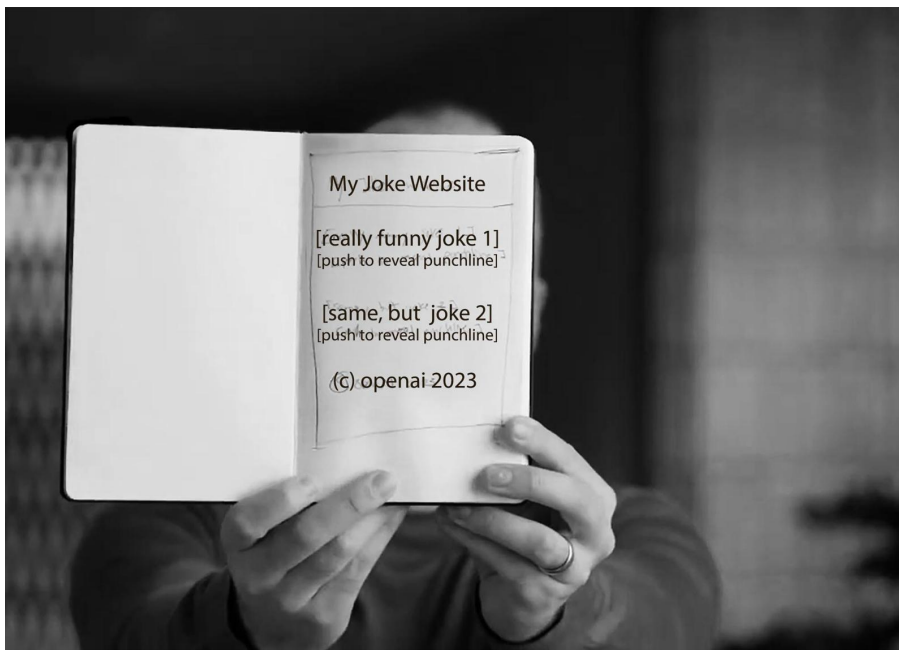 My Joke Website
[really funny joke 1]
[push to reveal punchline]
[same, but joke 2]
[push to reveal punchline]
(c) openai 2023